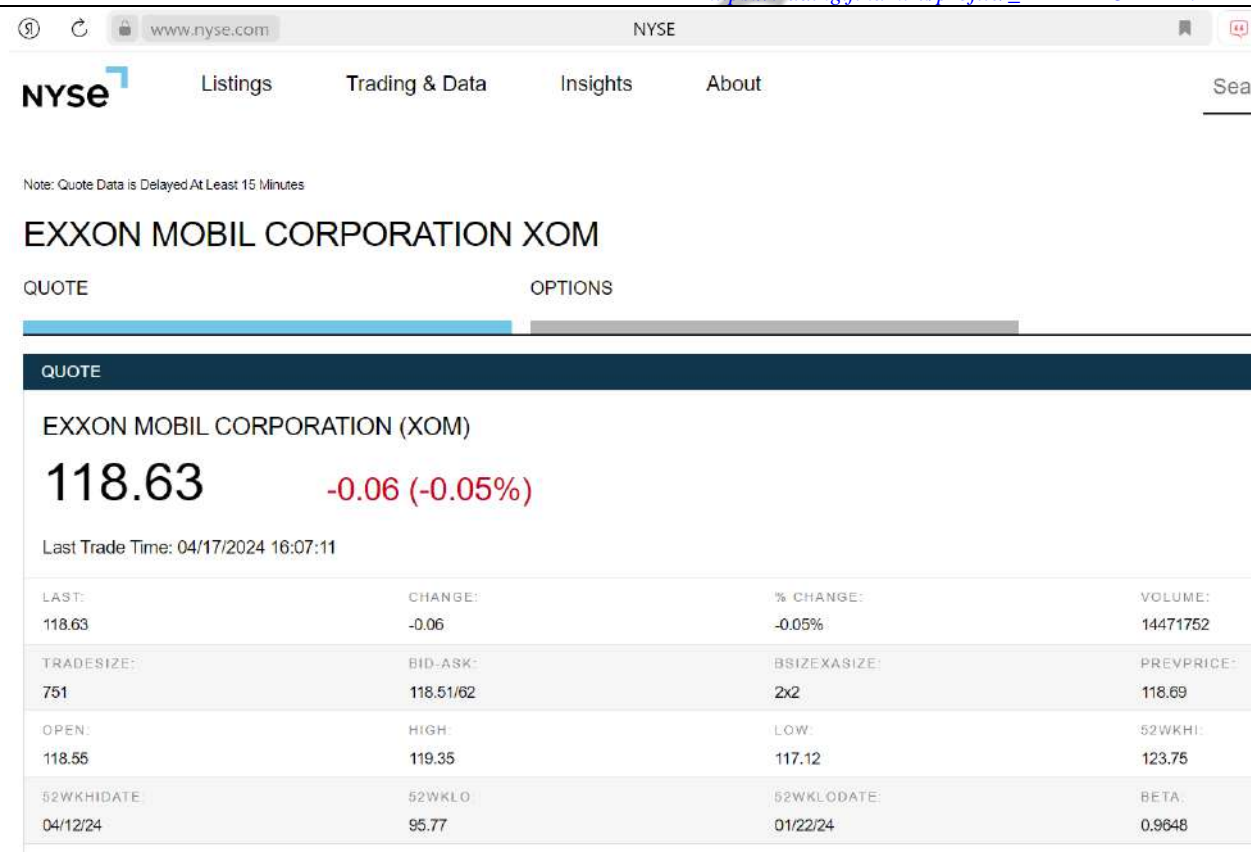 www.nyse.com NYSE
NYSE Listings Trading & Data Insights About Sea
Note: Quote Data is Delayed At Least 15 Minutes
EXXON MOBIL CORPORATION XOM
QUOTE OPTIONS
QUOTE
EXXON MOBIL CORPORATION (XOM)
118.63 -0.06 (-0.05%)
Last Trade Time: 04/17/2024 16:07:11
LAST: CHANGE: % CHANGE: VOLUME:
118.63 -0.06 -0.05% 14471752
TRADESIZE: BID-ASK: BSIZEXASIZE: PREVPRICE:
751 118.51/62 2x2 118.69
OPEN: HIGH: LOW: 52WKHI:
118.55 119.35 117.12 123.75
52WKHIDATE: 52WKLO: 52WKLODATE: BETA:
04/12/24 95.77 01/22/24 0.9648